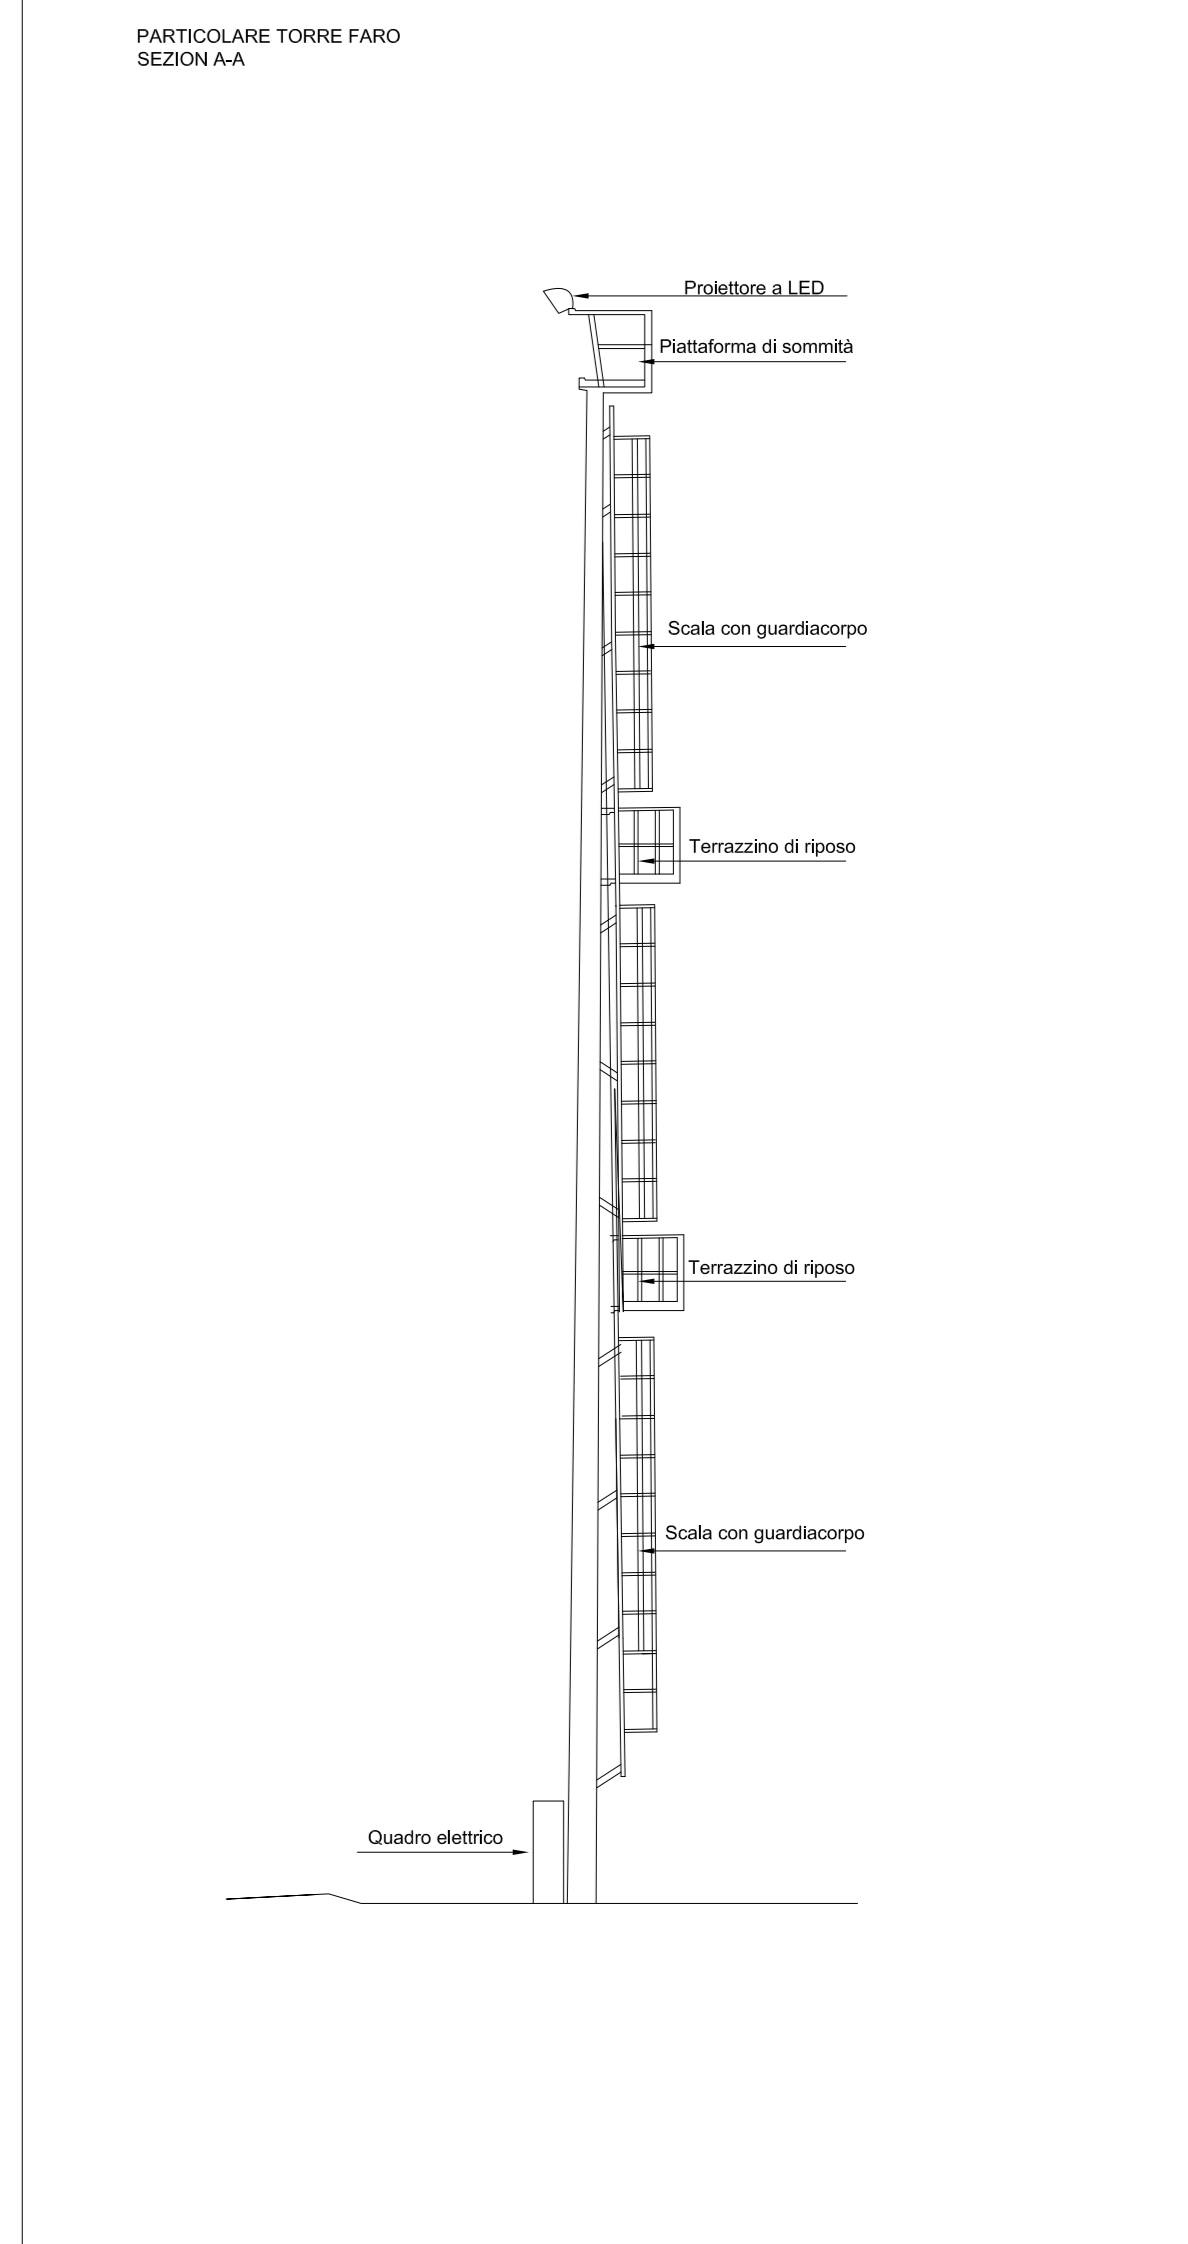 PARTICOLARE TORRE FARO
SEZION A-A
Proiettore a LED
Piattaforma di sommità
Scala con guardiacorpo
Terrazzino di riposo
Terrazzino di riposo
Scala con guardiacorpo
Quadro elettrico